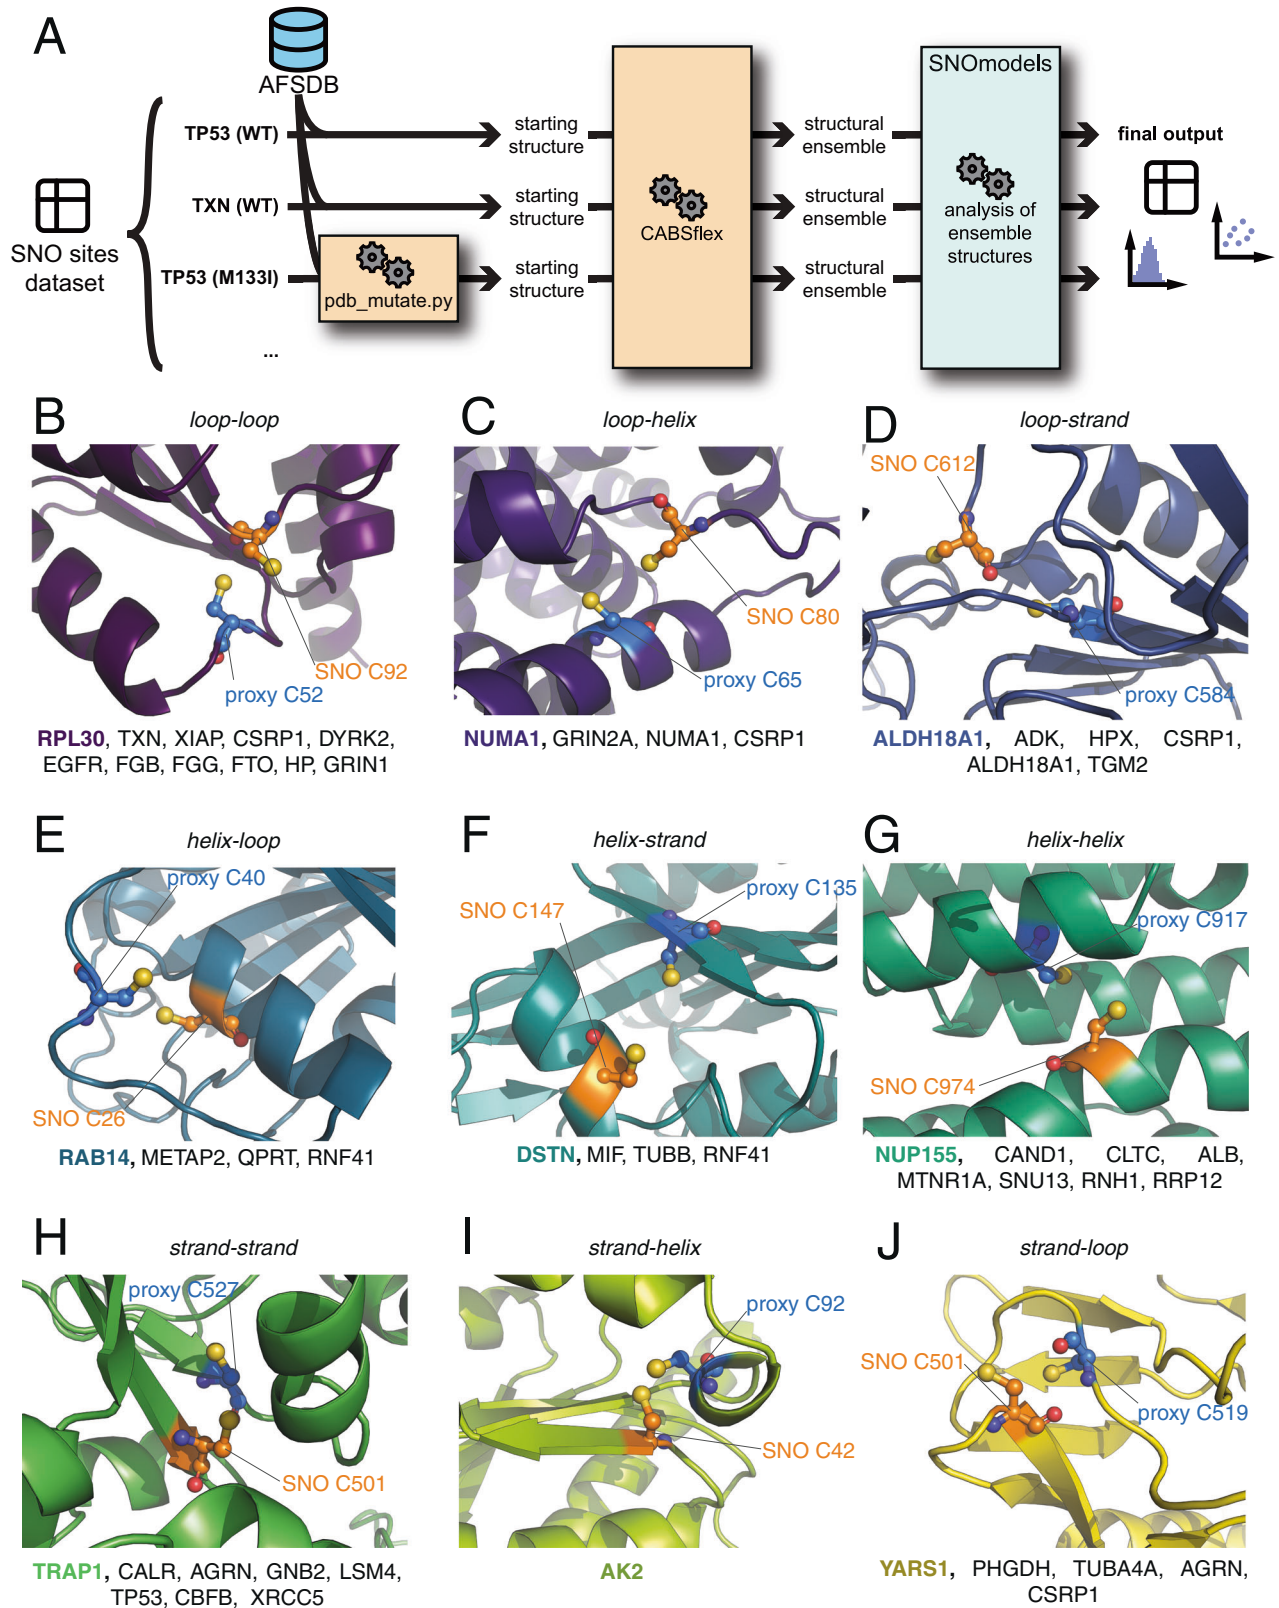 A
AFSDB
SNO sites
dataset
TP53 (WT)
TXN (WT)
TP53 (M133I)
...
pdb_mutate.py
starting
structure
starting
structure
starting
structure
CABSflex
structural
ensemble
structural
ensemble
structural
ensemble
SNOmodels
analysis of
ensemble
structures
final output
B
loop-loop
SNO C92
proxy C52
RPL30, TXN, XIAP, CSRP1, DYRK2,
EGFR, FGB, FGG, FTO, HP, GRIN1
C
loop-helix
SNO C80
proxy C65
NUMA1, GRIN2A, NUMA1, CSRP1
D
loop-strand
SNO C612
proxy C584
ALDH18A1, ADK, HPX, CSRP1,
ALDH18A1, TGM2
E
helix-loop
proxy C40
SNO C26
RAB14, METAP2, QPRT, RNF41
F
helix-strand
proxy C135
SNO C147
DSTN, MIF, TUBB, RNF41
G
helix-helix
proxy C917
SNO C974
NUP155, CAND1, CLTC, ALB,
MTNR1A, SNU13, RNH1, RRP12
H
strand-strand
proxy C527
SNO C501
TRAP1, CALR, AGRN, GNB2, LSM4,
TP53, CBFB, XRCC5
I
strand-helix
proxy C92
SNO C42
AK2
J
strand-loop
SNO C501
proxy C519
YARS1, PHGDH, TUBA4A, AGRN,
CSRP1